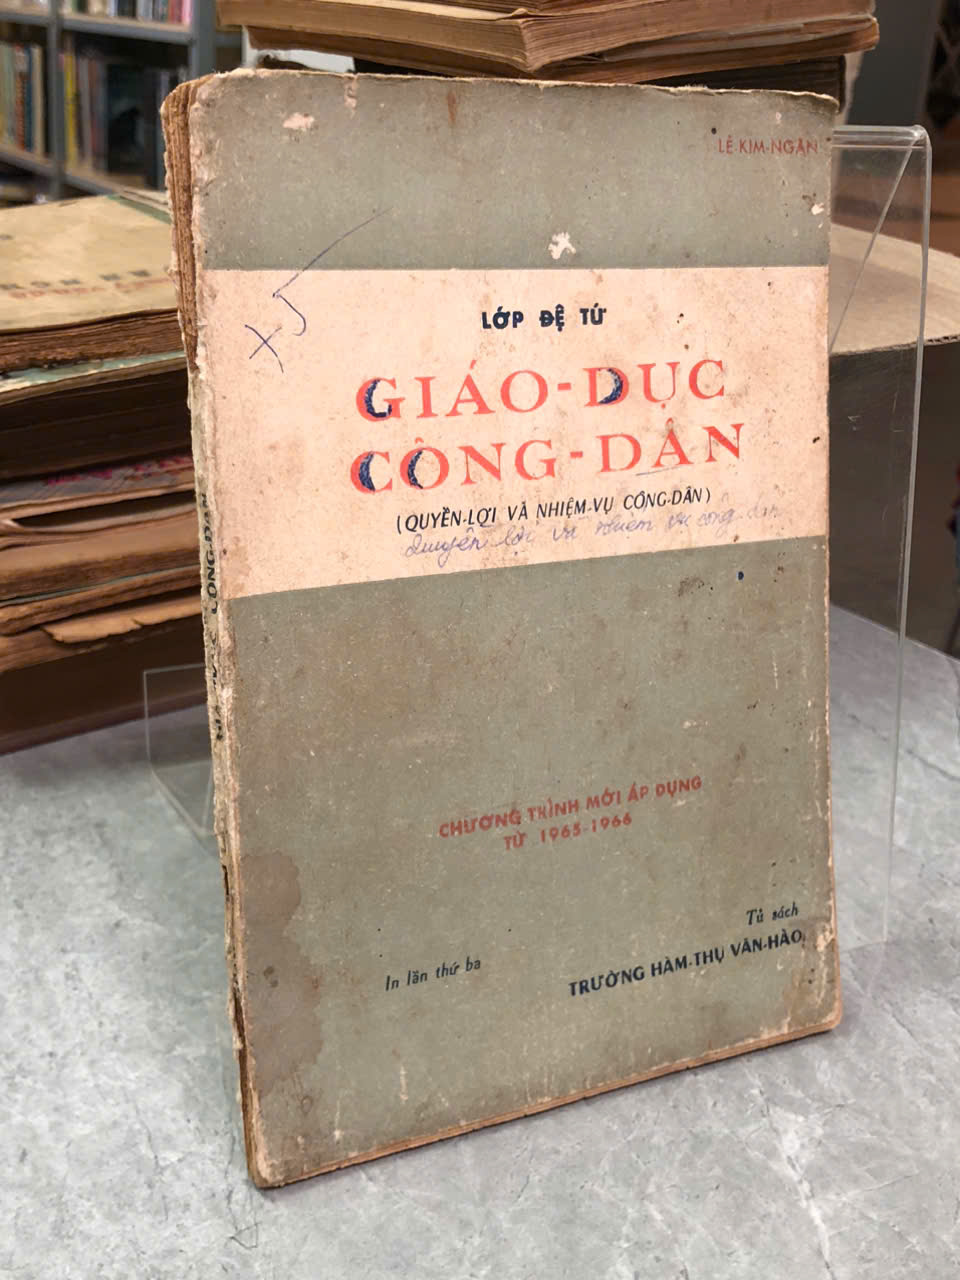 LÊ KIM-NGÂN
LỚP ĐỆ TỨ
GIÁO-DỤC
CÔNG-DÂN
(QUYỀN-LỢI VÀ NHIỆM-VỤ CÔNG-DÂN)
Quyền lợi và nhiệm vụ công dân
CHƯƠNG TRÌNH MỚI ÁP DỤNG
TỪ 1965-1966
Tủ sách
In lần thứ ba
TRƯỜNG HÀM-THỤ VĂN-HÀO